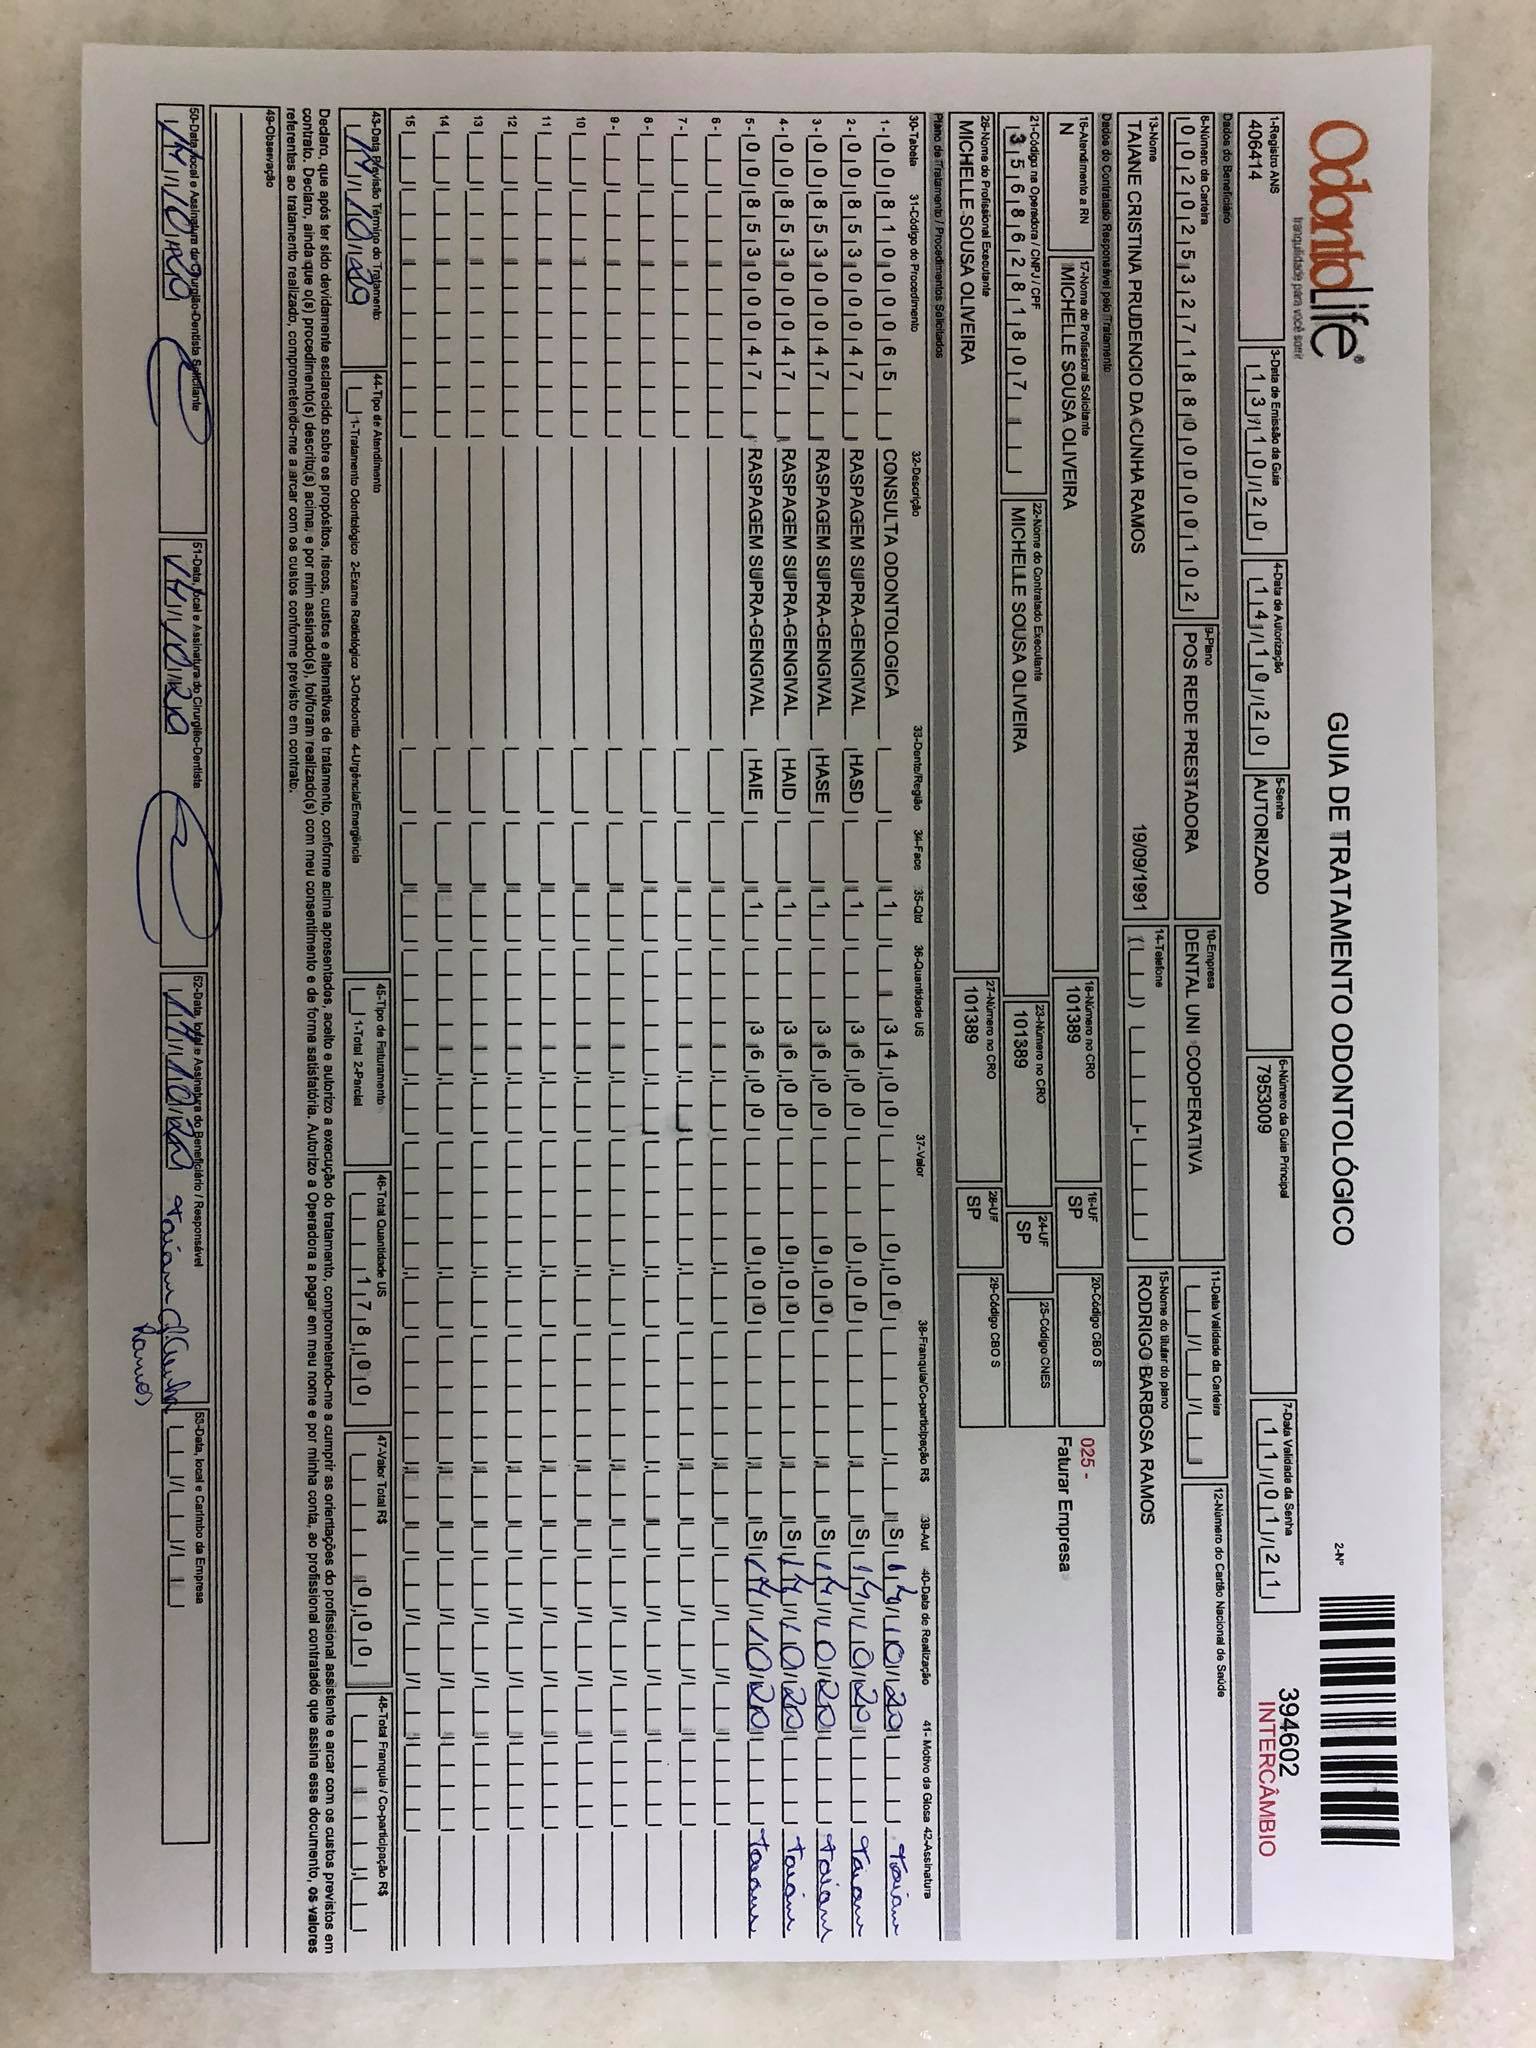 OdontoLife®
tranquilidade para você sorrir
GUIA DE TRATAMENTO ODONTOLÓGICO
2-Nº
394602
INTERCÂMBIO
1-Registro ANS
406414
3-Data de Emissão da Guia
13/10/20
4-Data de Autorização
14/10/20
5-Senha
AUTORIZADO
6-Número da Guia Principal
7953009
7-Data Validade da Senha
11/01/21
Dados do Beneficiário
8-Número da Carteira
00202532718800000102
9-Plano
POS REDE PRESTADORA
10-Empresa
DENTAL UNI COOPERATIVA
11-Data Validade da Carteira
12-Número do Cartão Nacional de Saúde
13-Nome
TAIANE CRISTINA PRUDENCIO DA CUNHA RAMOS
19/09/1991
14-Telefone
15-Nome do titular do plano
RODRIGO BARBOSA RAMOS
Dados do Contratado Responsável pelo Tratamento
16-Atendimento a RN
N
17-Nome do Profissional Solicitante
MICHELLE SOUSA OLIVEIRA
18-Número no CRO
101389
19-UF
SP
20-Código CBO S
025 -
Faturar Empresa
21-Código na Operadora / CNPJ / CPF
35686281807
22-Nome do Contratado Executante
MICHELLE SOUSA OLIVEIRA
23-Número no CRO
101389
24-UF
SP
25-Código CNES
26-Nome do Profissional Executante
MICHELLE SOUSA OLIVEIRA
27-Número no CRO
101389
28-UF
SP
29-Código CBO S
Plano de Tratamento / Procedimentos Solicitados
30-Tabela 31-Código do Procedimento 32-Descrição 33-Dente/Região 34-Face 35-Qtd 36-Quantidade US 37-Valor 38-Franquia/Co-participação R$ 39-Aut 40-Data de Realização 41- Motivo da Glosa 42-Assinatura
1- 00 81000065 CONSULTA ODONTOLOGICA 1 34,00 0,00 S 14/10/20 Taiane
2- 00 85300047 RASPAGEM SUPRA-GENGIVAL HASD 1 36,00 0,00 S 14/10/20 Taiane
3- 00 85300047 RASPAGEM SUPRA-GENGIVAL HASE 1 36,00 0,00 S 14/10/20 Taiane
4- 00 85300047 RASPAGEM SUPRA-GENGIVAL HAID 1 36,00 0,00 S 14/10/20 Taiane
5- 00 85300047 RASPAGEM SUPRA-GENGIVAL HAIE 1 36,00 0,00 S 14/10/20 Taiane
6-
7-
8-
9-
10
11
12
13
14
15
43-Data Previsão Término do Tratamento
14/10/20
44-Tipo de Atendimento
1-Tratamento Odontológico 2-Exame Radiológico 3-Ortodontia 4-Urgência/Emergência
45-Tipo de Faturamento
1-Total 2-Parcial
46-Total Quantidade US
178,00
47-Valor Total R$
0,00
48-Total Franquia / Co-participação R$
Declaro, que após ter sido devidamente esclarecido sobre os propósitos, riscos, custos e alternativas de tratamento, conforme acima apresentados, aceito e autorizo a execução do tratamento, comprometendo-me a cumprir as orientações do profissional assistente e arcar com os custos previstos em
contrato. Declaro, ainda que o(s) procedimento(s) descrito(s) acima, e por mim assinado(s), foi/foram realizado(s) com meu consentimento e de forma satisfatória. Autorizo a Operadora a pagar em meu nome e por minha conta, ao profissional contratado que assina esse documento, os valores
referentes ao tratamento realizado, comprometendo-me a arcar com os custos conforme previsto em contrato.
49-Observação
50-Data, local e Assinatura do Cirurgião-Dentista Solicitante
14/10/20
51-Data, local e Assinatura do Cirurgião-Dentista
14/10/20
52-Data, local e Assinatura do Beneficiário / Responsável
14/10/20
Ramos
53-Data, local e Carimbo da Empresa